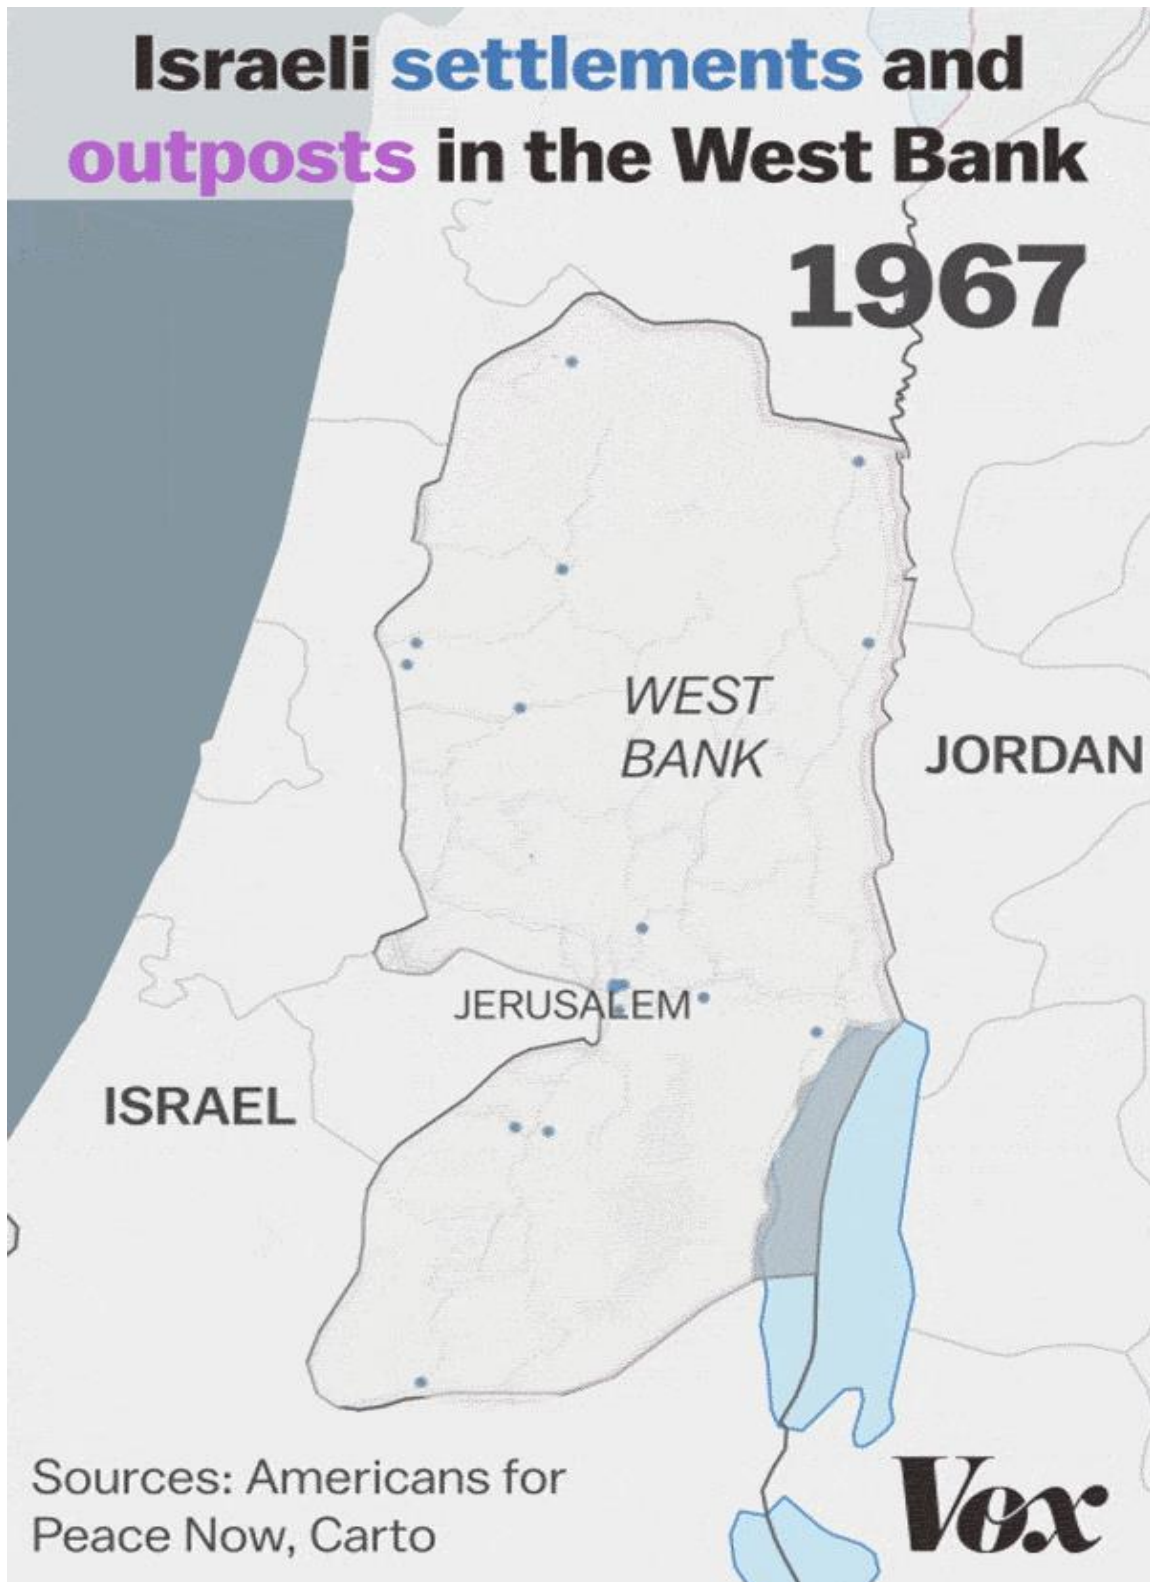 Israeli settlements and
outposts in the West Bank
1967
WEST
BANK
JORDAN
JERUSALEM
ISRAEL
Sources: Americans for
Peace Now, Carto
Vox